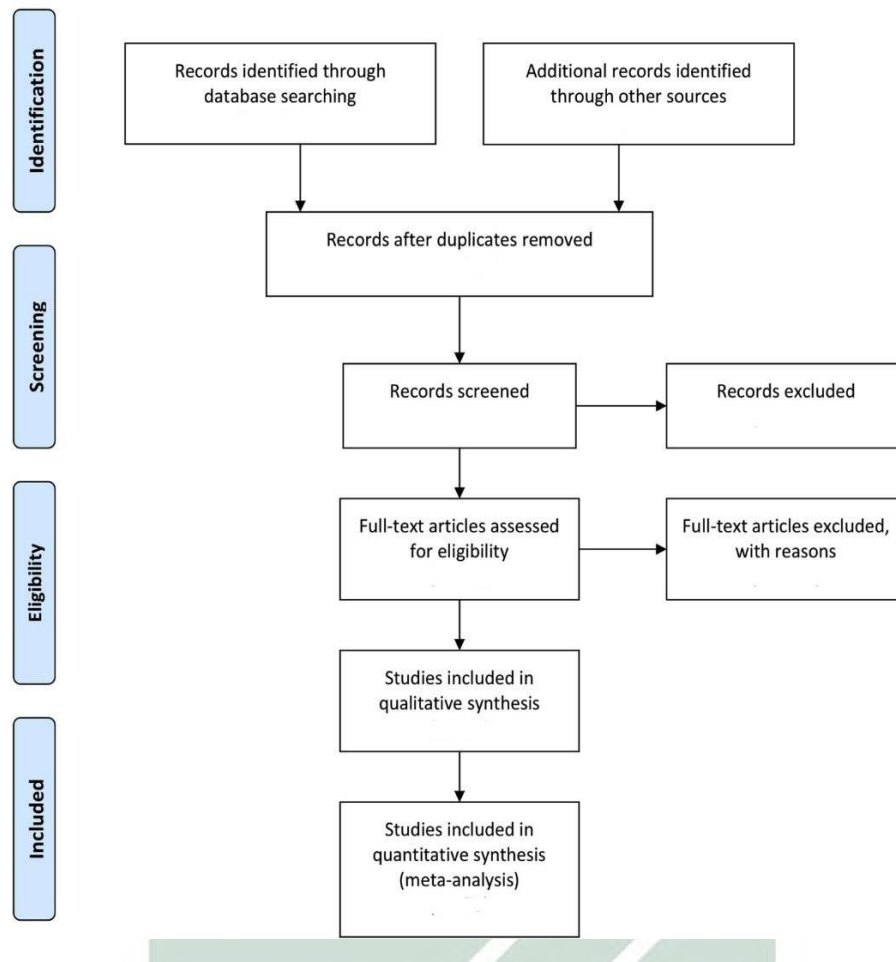 Identification
Records identified through
database searching
Additional records identified
through other sources
Records after duplicates removed
Screening
Records screened
Records excluded
Eligibility
Full-text articles assessed
for eligibility
Full-text articles excluded,
with reasons
Studies included in
qualitative synthesis
Included
Studies included in
quantitative synthesis
(meta-analysis)